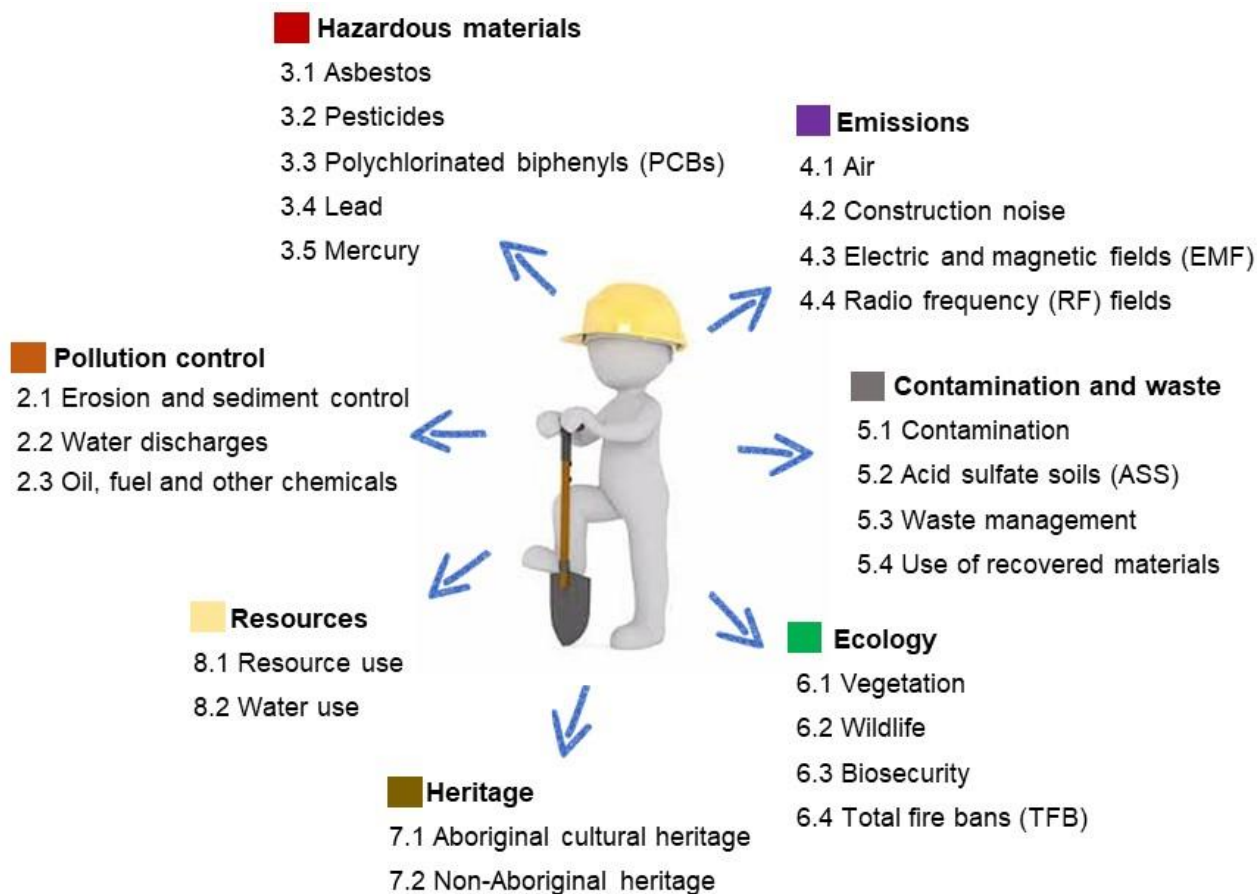 Hazardous materials
3.1 Asbestos
3.2 Pesticides
3.3 Polychlorinated biphenyls (PCBs)
3.4 Lead
3.5 Mercury
Emissions
4.1 Air
4.2 Construction noise
4.3 Electric and magnetic fields (EMF)
4.4 Radio frequency (RF) fields
Pollution control
2.1 Erosion and sediment control
2.2 Water discharges
2.3 Oil, fuel and other chemicals
Contamination and waste
5.1 Contamination
5.2 Acid sulfate soils (ASS)
5.3 Waste management
5.4 Use of recovered materials
Resources
8.1 Resource use
8.2 Water use
Ecology
6.1 Vegetation
6.2 Wildlife
6.3 Biosecurity
6.4 Total fire bans (TFB)
Heritage
7.1 Aboriginal cultural heritage
7.2 Non-Aboriginal heritage